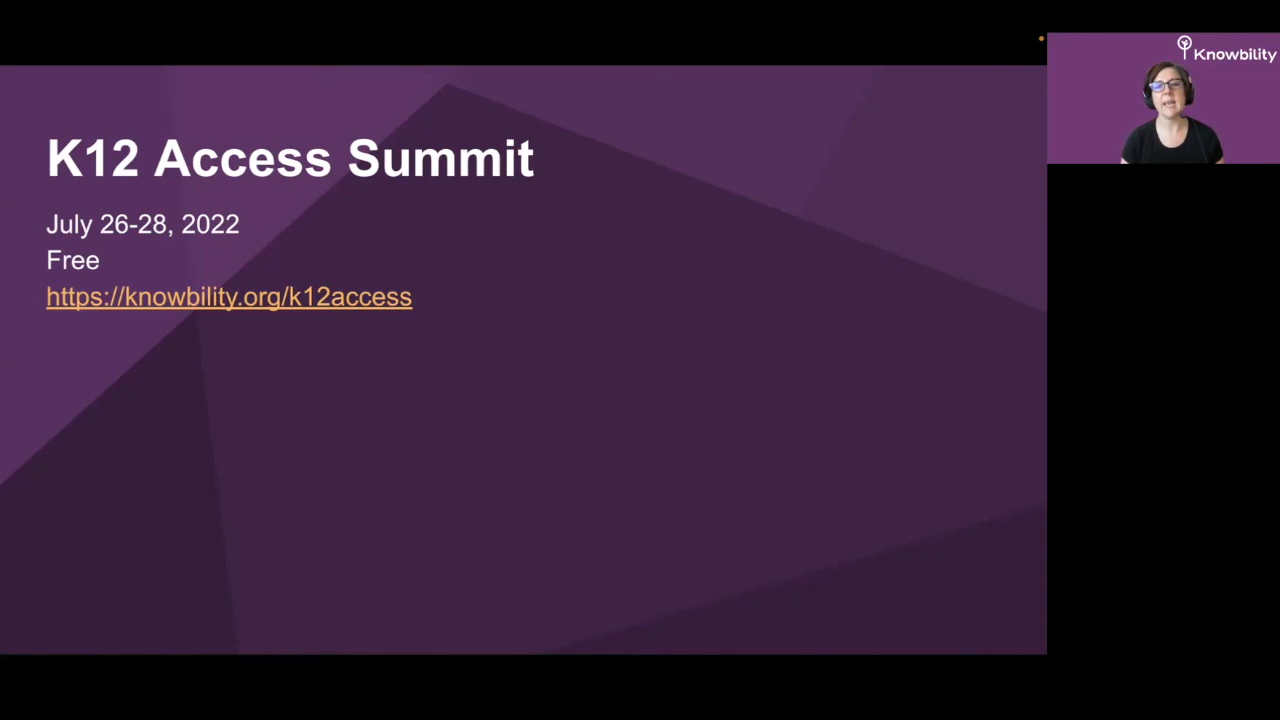 K12 Access Summit
July 26-28, 2022
Free
https://knowbility.org/k12access
Knowbility